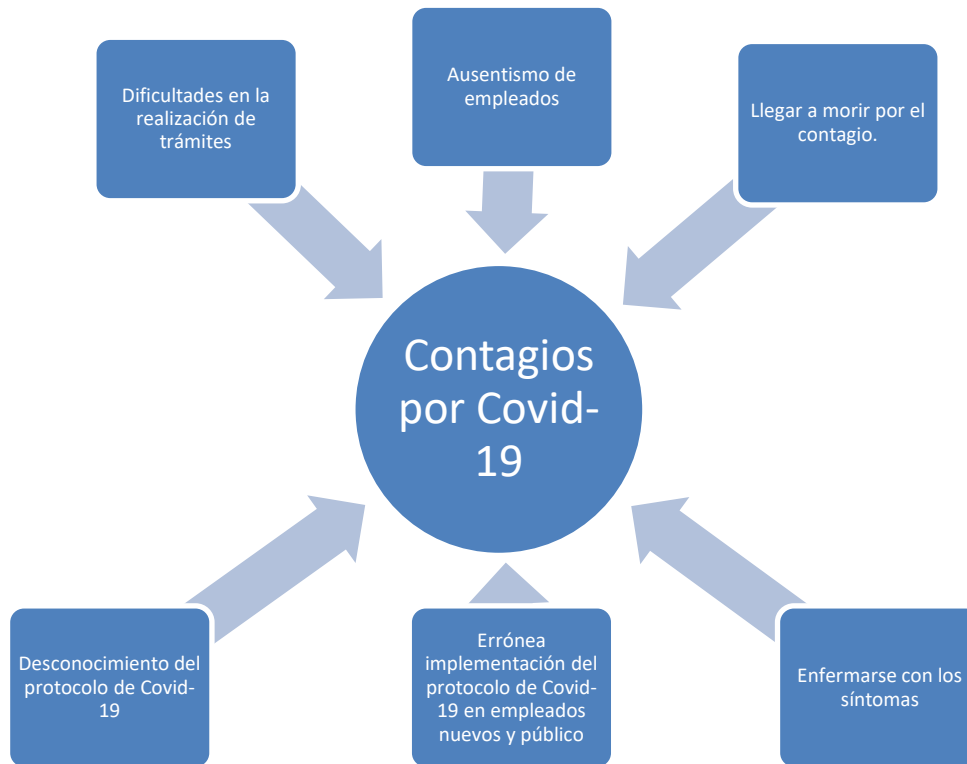 Dificultades en la
realización de
trámites
Ausentismo de
empleados
Llegar a morir por el
contagio.
Contagios
por Covid-
19
Desconocimiento del
protocolo de Covid-
19
Errónea
implementación del
protocolo de Covid-
19 en empleados
nuevos y público
Enfermarse con los
síntomas